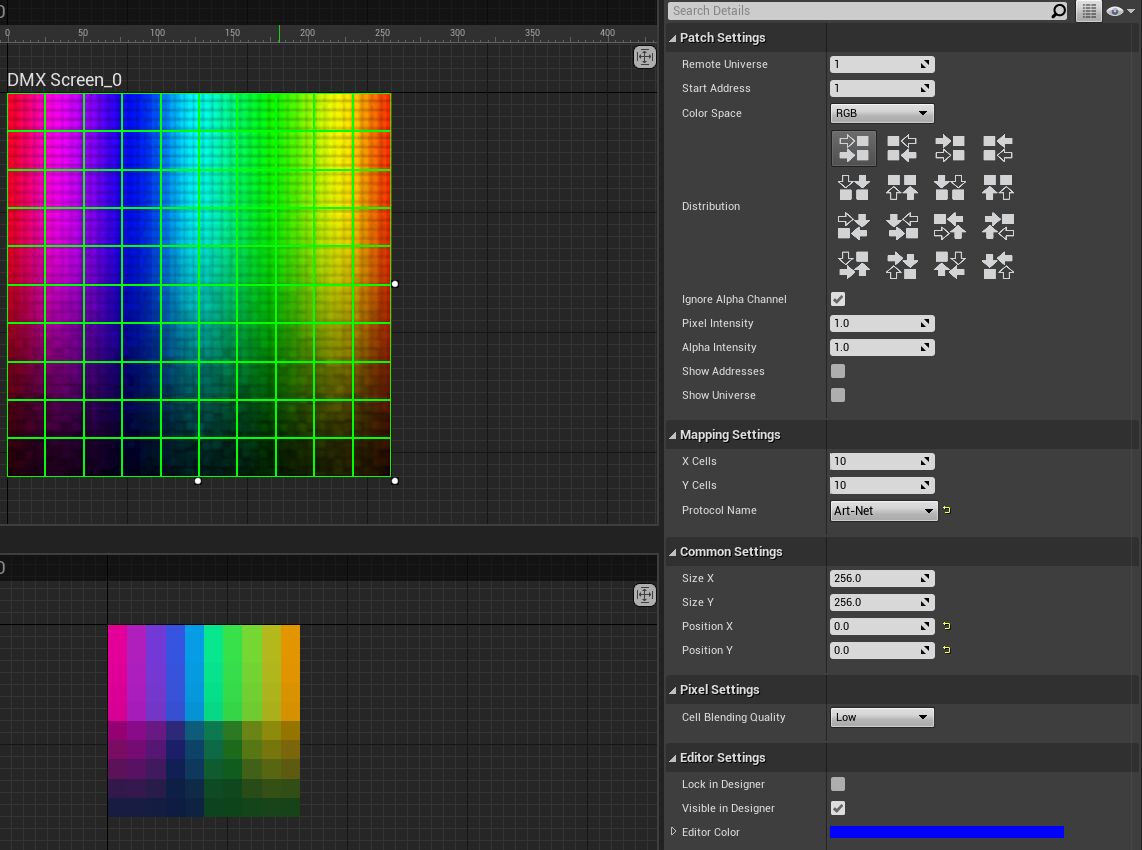 Search Details
0 50 100 150 200 250 300 350 400
DMX Screen_0
Patch Settings
Remote Universe 1
Start Address 1
Color Space RGB
Distribution
Ignore Alpha Channel
Pixel Intensity 1.0
Alpha Intensity 1.0
Show Addresses
Show Universe
Mapping Settings
X Cells 10
Y Cells 10
Protocol Name Art-Net
Common Settings
Size X 256.0
Size Y 256.0
Position X 0.0
Position Y 0.0
Pixel Settings
Cell Blending Quality Low
Editor Settings
Lock in Designer
Visible in Designer
Editor Color